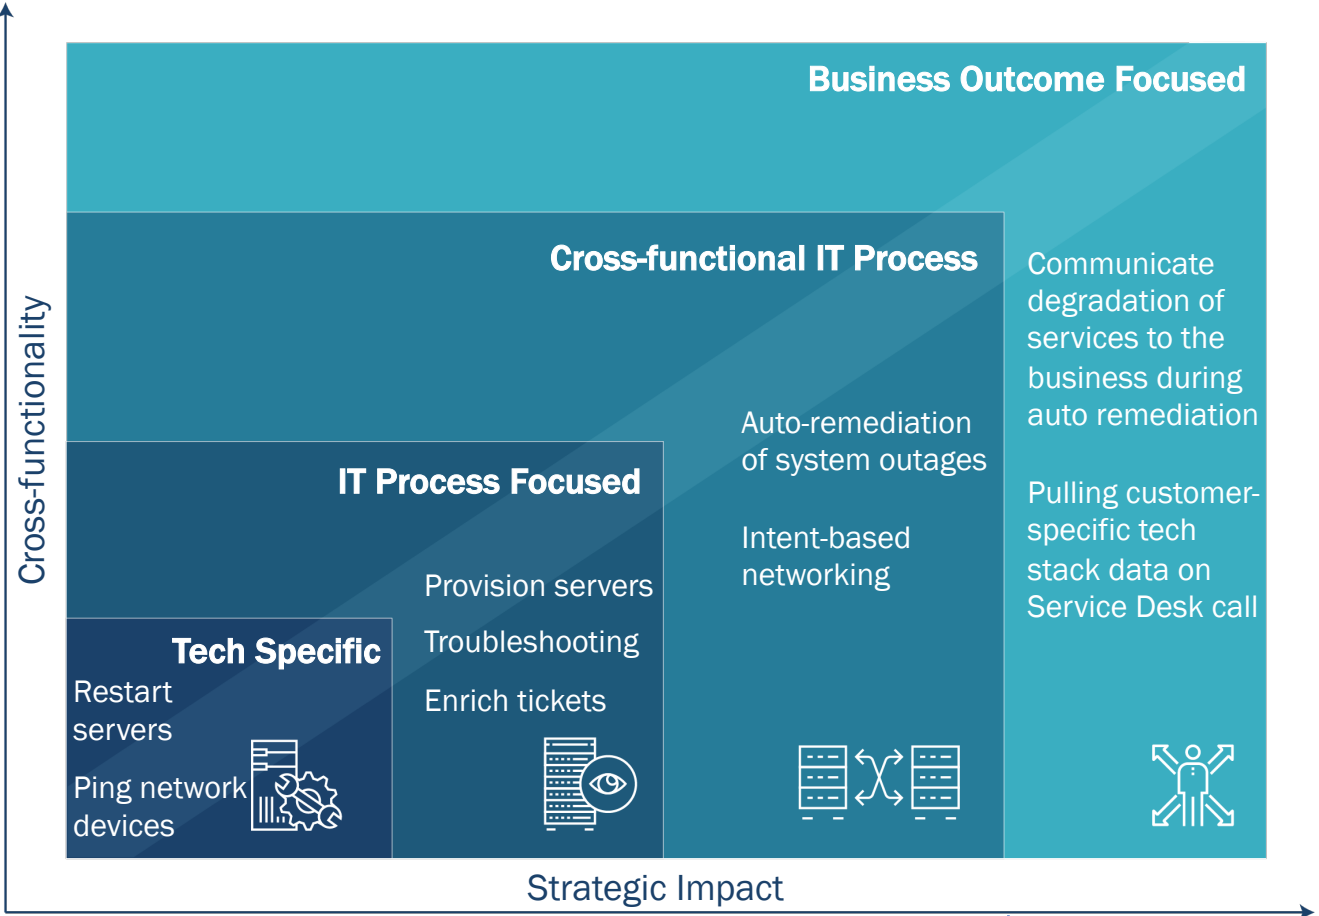 Business Outcome Focused
Cross-functional IT Process
Communicate
degradation of
services to the
business during
auto remediation
Pulling customer-
specific tech
stack data on
Service Desk call
Auto-remediation
of system outages
Intent-based
networking
IT Process Focused
Provision servers
Troubleshooting
Enrich tickets
Tech Specific
Restart
servers
Ping network
devices
Cross-functionality
Strategic Impact